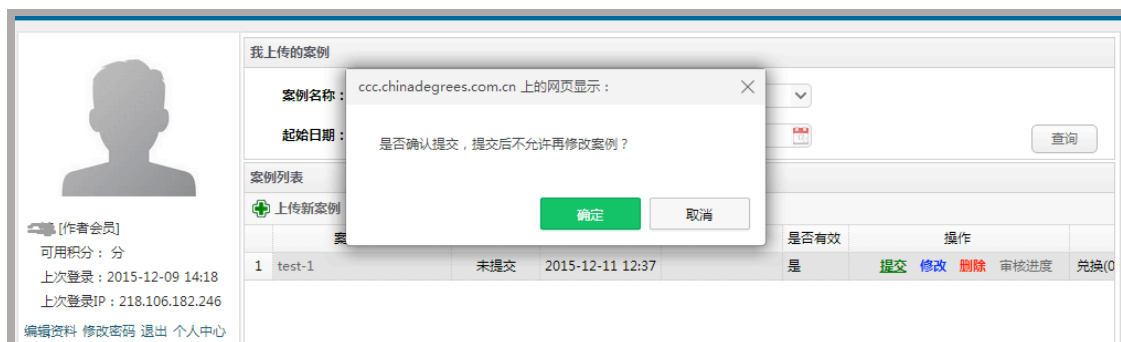 我上传的案例
案例名称：
起始日期：
查询
ccc.chinadegrees.com.cn 上的网页显示：
是否确认提交，提交后不允许再修改案例？
确定
取消
案例列表
上传新案例
是否有效 操作
1 test-1 未提交 2015-12-11 12:37 是 提交 修改 删除 审核进度 兑换(0
[作者会员]
可用积分： 分
上次登录：2015-12-09 14:18
上次登录IP：218.106.182.246
编辑资料 修改密码 退出 个人中心